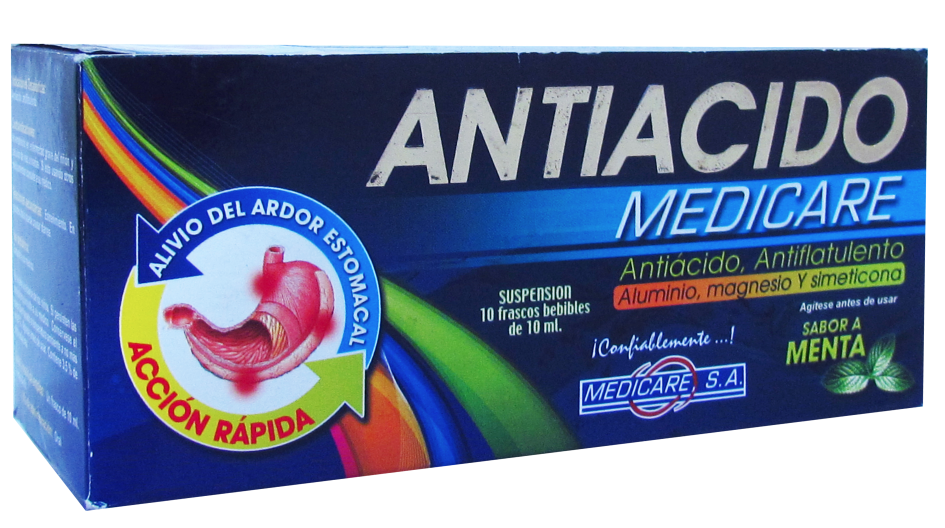 ANTIACIDO
MEDICARE
Antiácido, Antiflatulento
Aluminio, magnesio Y simeticona
Agítese antes de usar
SUSPENSION
10 frascos bebibles
de 10 ml.
SABOR A
MENTA
¡Confiablemente...!
MEDICARE, S.A.
ALIVIO DEL ARDOR ESTOMACAL
ACCIÓN RÁPIDA